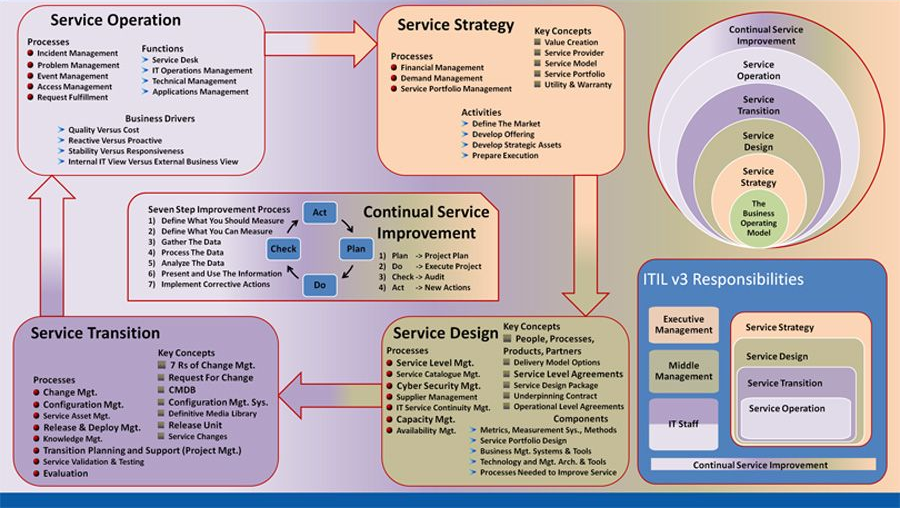 Service Operation
Processes
Incident Management
Problem Management
Event Management
Access Management
Request Fulfillment
Functions
Service Desk
IT Operations Management
Technical Management
Applications Management
Business Drivers
Quality Versus Cost
Reactive Versus Proactive
Stability Versus Responsiveness
Internal IT View Versus External Business View
Service Strategy
Processes
Financial Management
Demand Management
Service Portfolio Management
Key Concepts
Value Creation
Service Provider
Service Model
Service Portfolio
Utility & Warranty
Activities
Define The Market
Develop Offering
Develop Strategic Assets
Prepare Execution
Continual Service
Improvement
Service
Operation
Service
Transition
Service
Design
Service
Strategy
The
Business
Operating
Model
Seven Step Improvement Process
1) Define What You Should Measure
2) Define What You Can Measure
3) Gather The Data
4) Process The Data
5) Analyze The Data
6) Present and Use The Information
7) Implement Corrective Actions
Act
Plan
Do
Check
Continual Service
Improvement
1) Plan -> Project Plan
2) Do -> Execute Project
3) Check -> Audit
4) Act -> New Actions
Service Transition
Processes
Change Mgt.
Configuration Mgt.
Service Asset Mgt.
Release & Deploy Mgt.
Knowledge Mgt.
Transition Planning and Support (Project Mgt.)
Service Validation & Testing
Evaluation
Key Concepts
7 Rs of Change Mgt.
Request For Change
CMDB
Configuration Mgt. Sys.
Definitive Media Library
Release Unit
Service Changes
Service Design
Processes
Service Level Mgt.
Service Catalogue Mgt.
Cyber Security Mgt.
Supplier Management
IT Service Continuity Mgt.
Capacity Mgt.
Availability Mgt.
Key Concepts
People, Processes,
Products, Partners
Delivery Model Options
Service Level Agreements
Service Design Package
Underpinning Contract
Operational Level Agreements
Components
Metrics, Measurement Sys., Methods
Service Portfolio Design
Business Mgt. Systems & Tools
Technology and Mgt. Arch. & Tools
Processes Needed to Improve Service
ITIL v3 Responsibilities
Executive
Management
Middle
Management
IT Staff
Service Strategy
Service Design
Service Transition
Service Operation
Continual Service Improvement